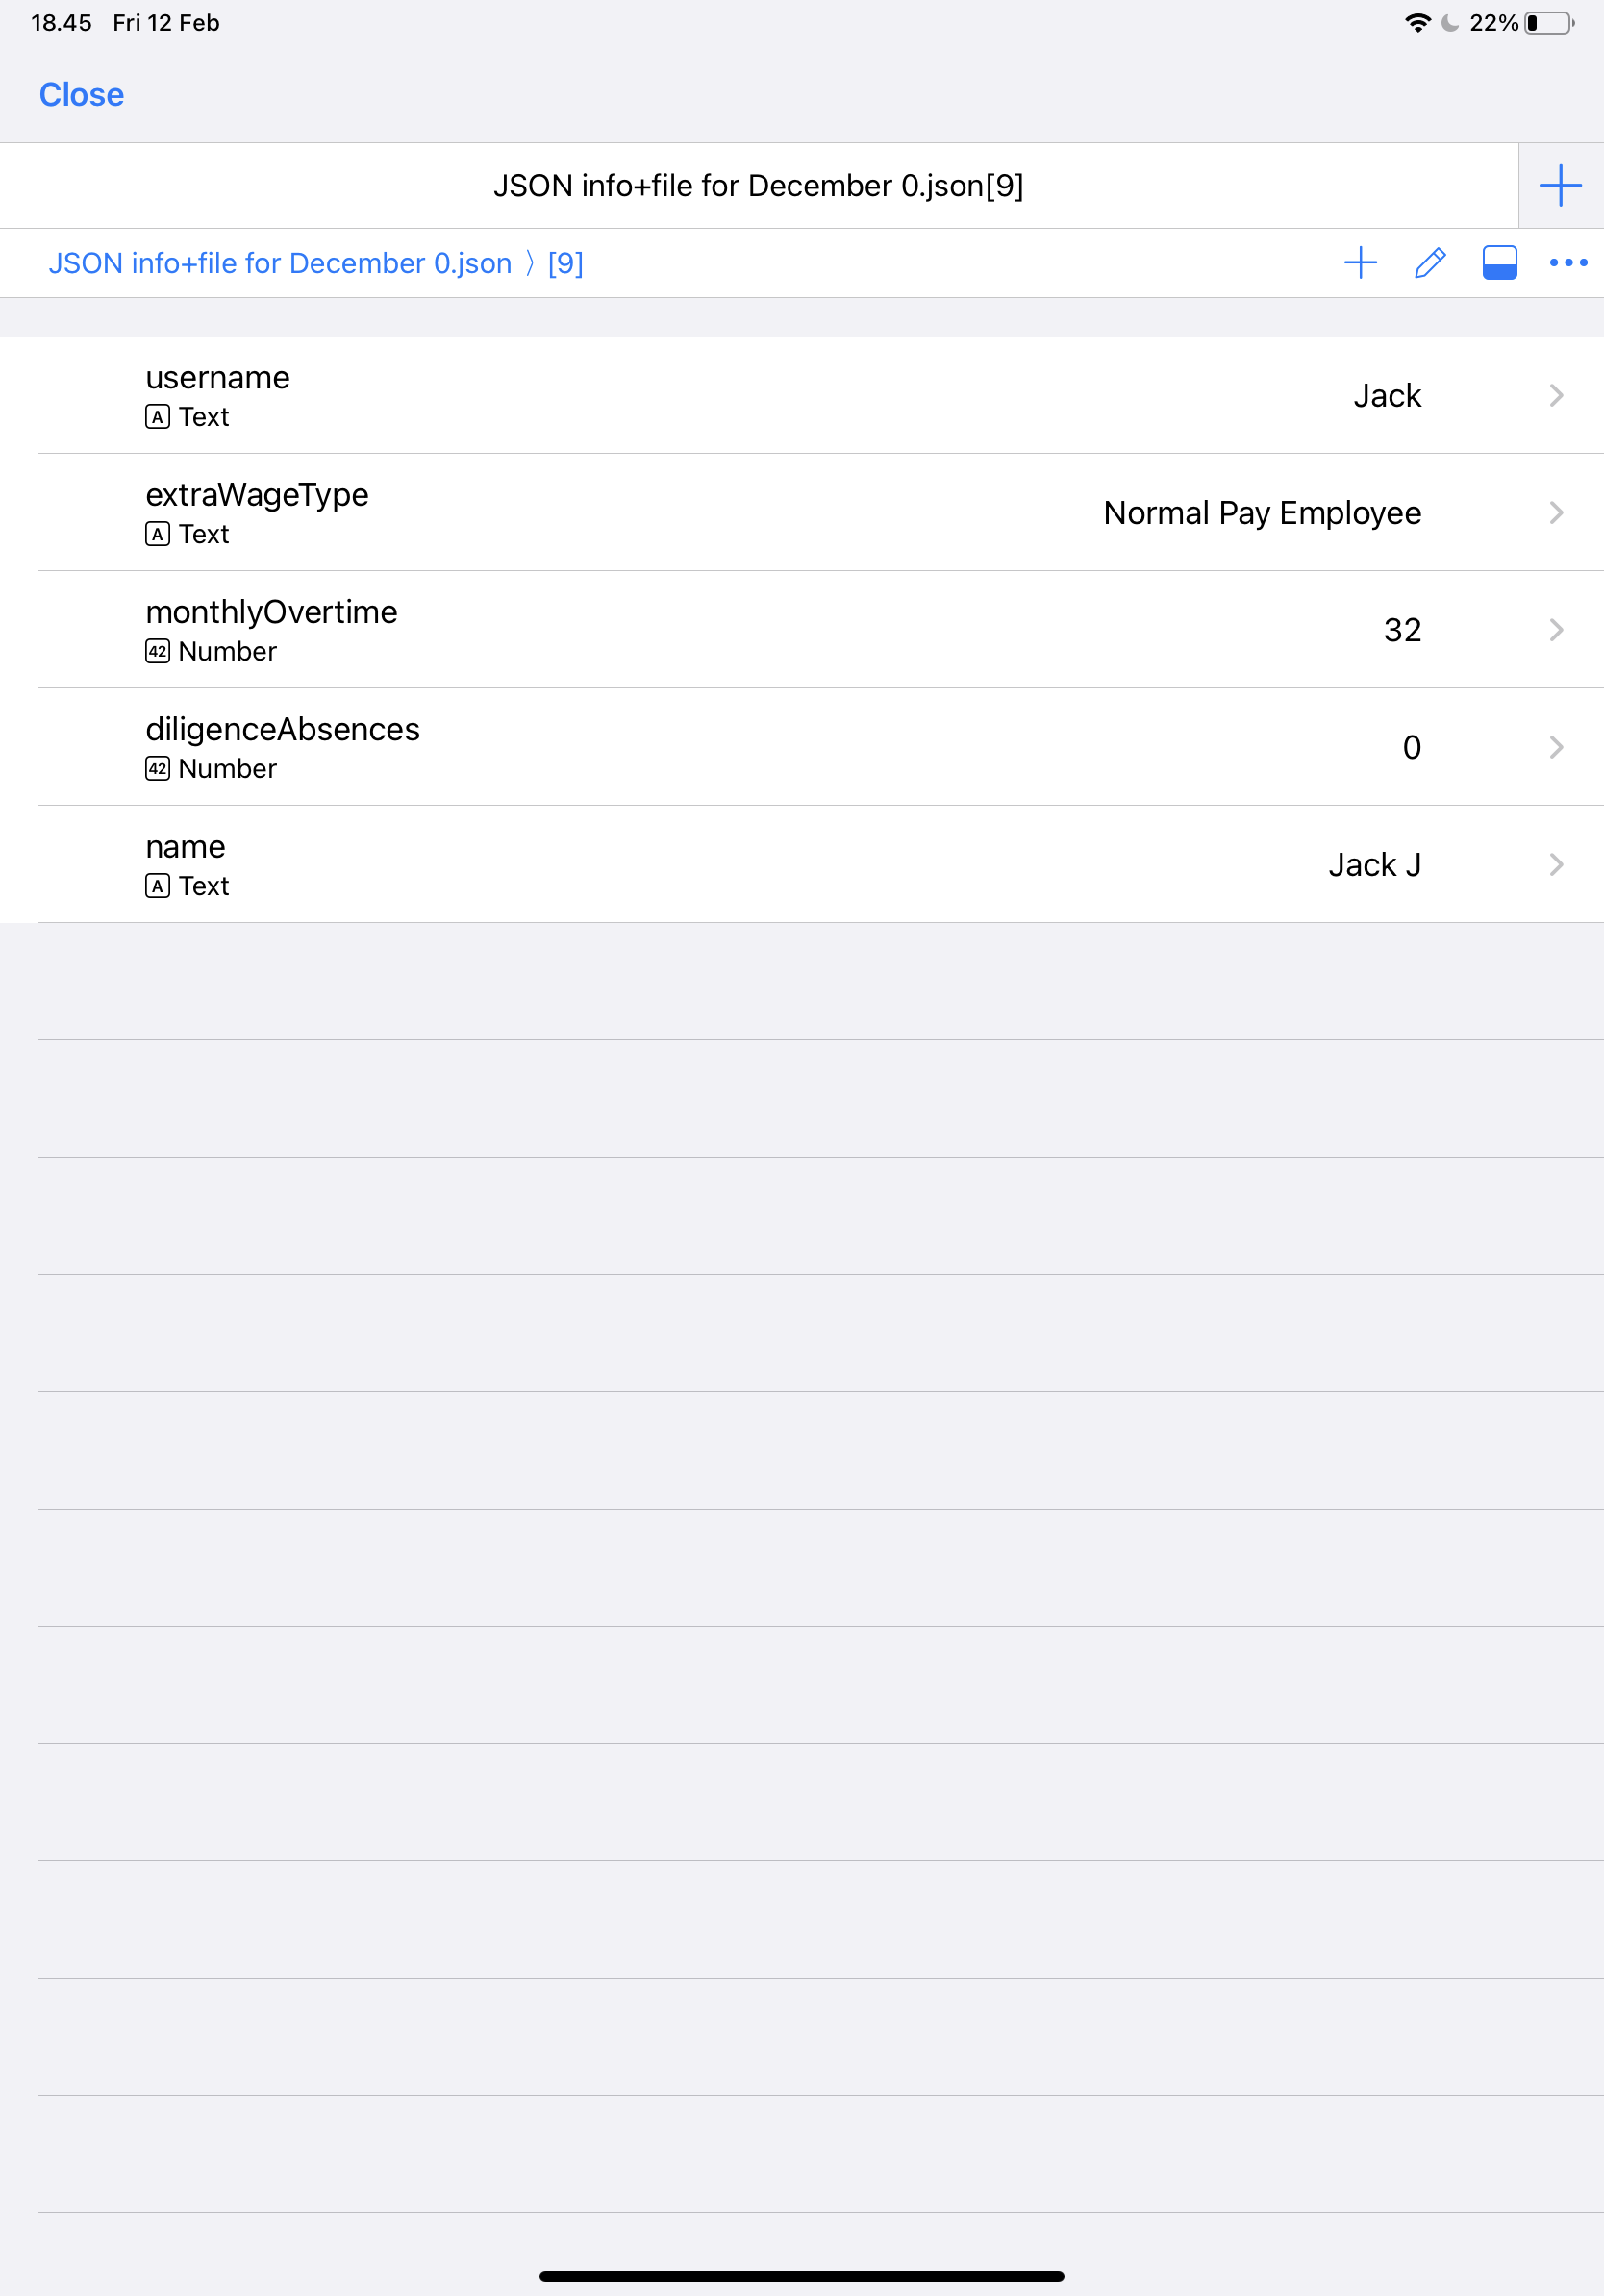 18.45 Fri 12 Feb 22%
Close
JSON info+file for December 0.json[9]
JSON info+file for December 0.json 〉[9]
username
A Text
Jack
extraWageType
A Text
Normal Pay Employee
monthlyOvertime
42 Number
32
diligenceAbsences
42 Number
0
name
A Text
Jack J